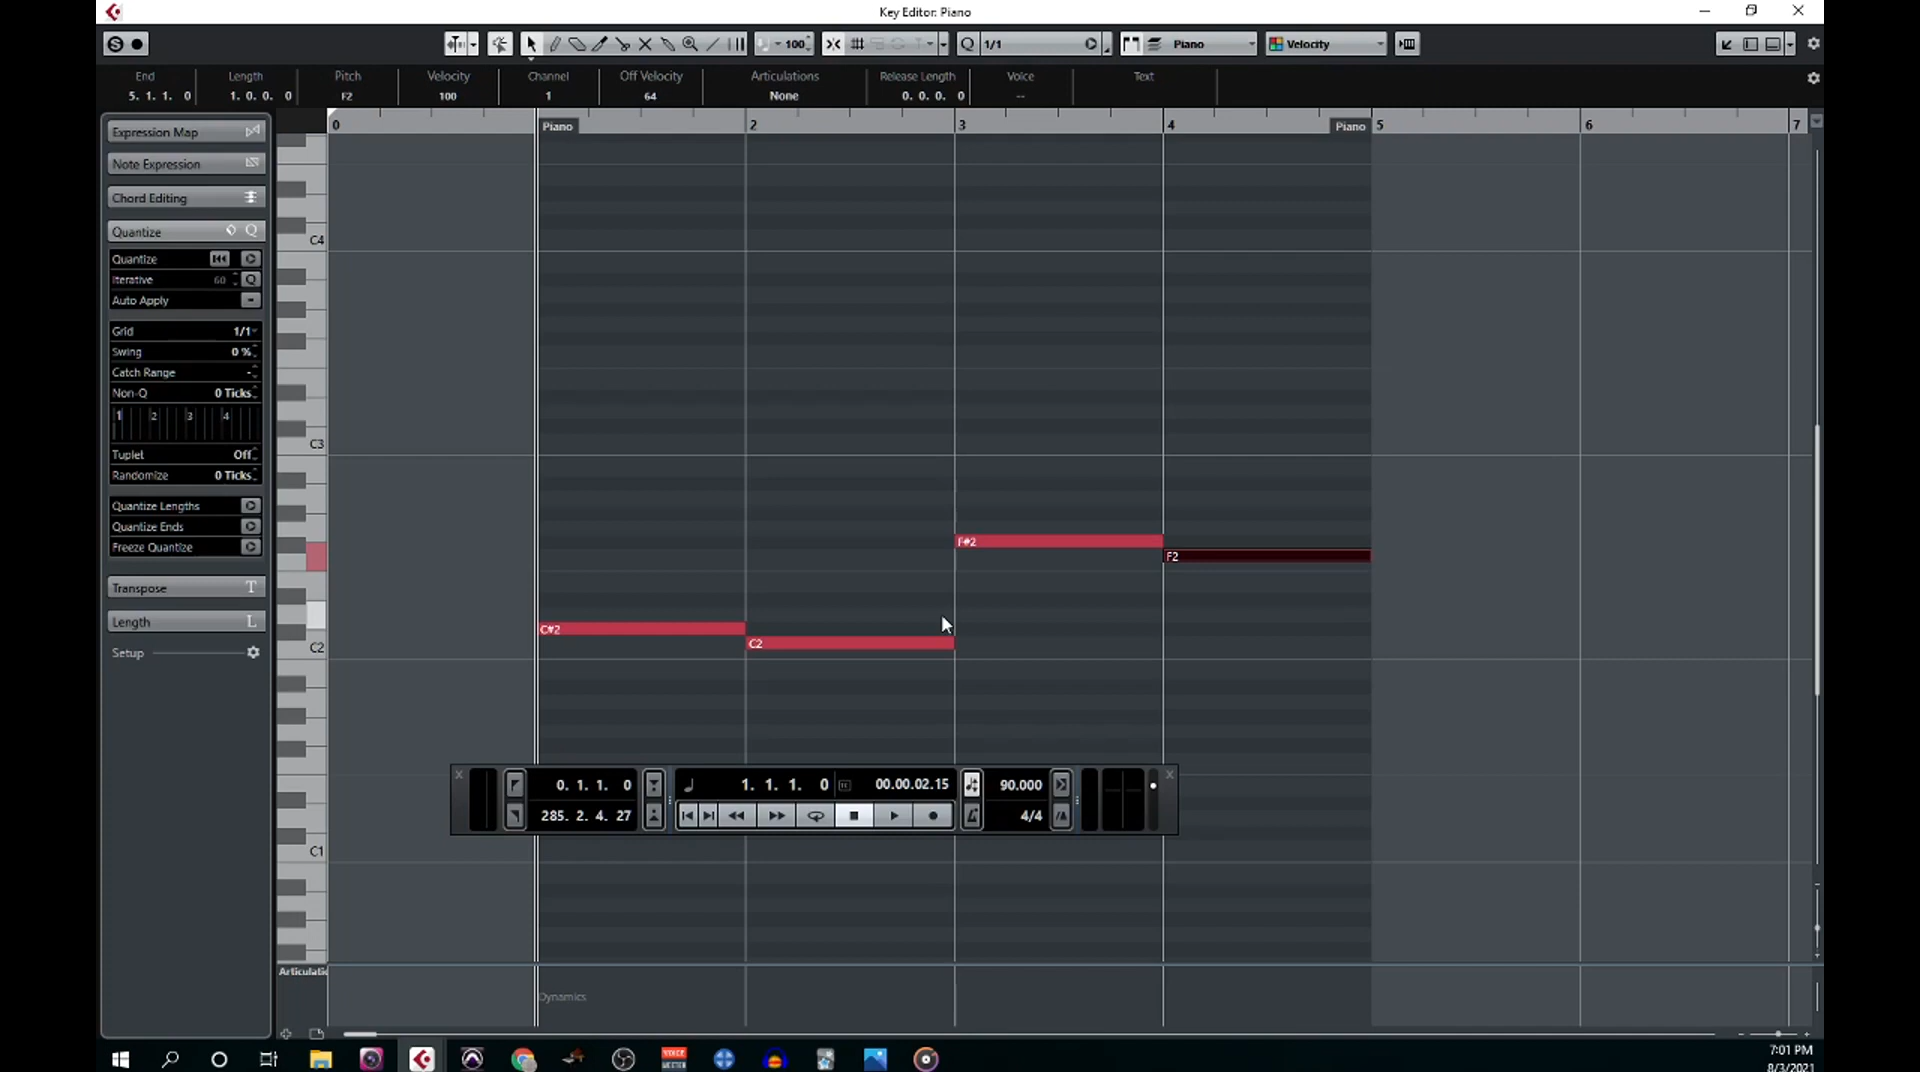 Key Editor: Piano
100
Q 1/1
Piano
Velocity
End Length Pitch Velocity Channel Off Velocity Articulations Release Length Voice Text
5. 1. 1. 0 1. 0. 0. 0 F2 100 1 64 None 0. 0. 0. 0 --
0 Piano 2 3 4 Piano 5 6 7
Expression Map
Note Expression
Chord Editing
Quantize Q
Quantize
Iterative 60 Q
Auto Apply
Grid 1/1
Swing 0 %
Catch Range -
Non-Q 0 Ticks
1 2 3 4
Tuplet Off
Randomize 0 Ticks
Quantize Lengths
Quantize Ends
Freeze Quantize
Transpose T
Length L
Setup
C4
C3
C2
C1
F#2
F2
C#2
C2
0. 1. 1. 0
285. 2. 4. 27
1. 1. 1. 0
00.00.02.15
90.000
4/4
Articulati
Dynamics
VOICE
MEETER
7:01 PM
8/3/2021